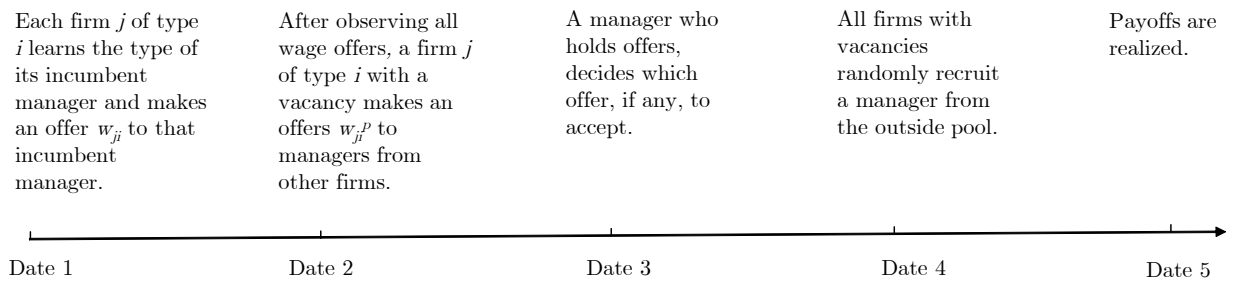 Each firm j of type
i learns the type of
its incumbent
manager and makes
an offer w_ji to that
incumbent
manager.
After observing all
wage offers, a firm j
of type i with a
vacancy makes an
offers w_ji^p to
managers from
other firms.
A manager who
holds offers,
decides which
offer, if any, to
accept.
All firms with
vacancies
randomly recruit
a manager from
the outside pool.
Payoffs are
realized.
Date 1
Date 2
Date 3
Date 4
Date 5